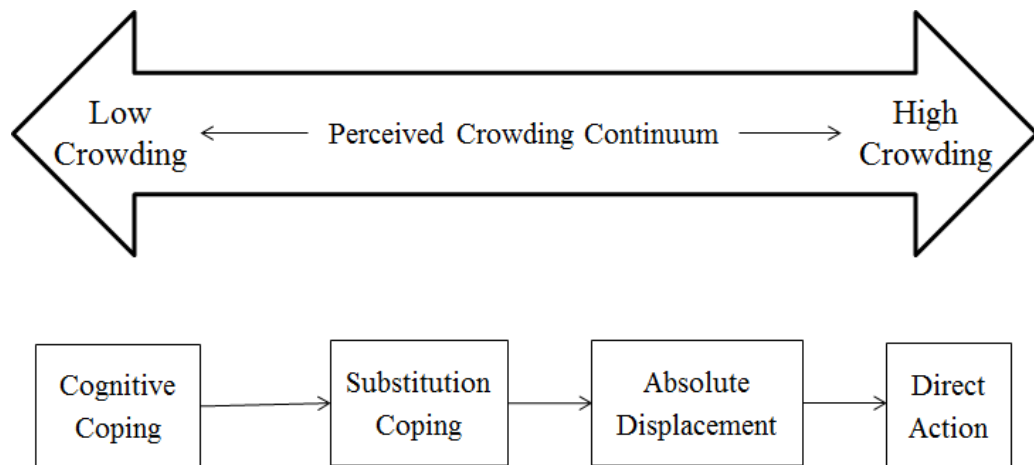 Low
Crowding
Perceived Crowding Continuum
High
Crowding
Cognitive
Coping
Substitution
Coping
Absolute
Displacement
Direct
Action